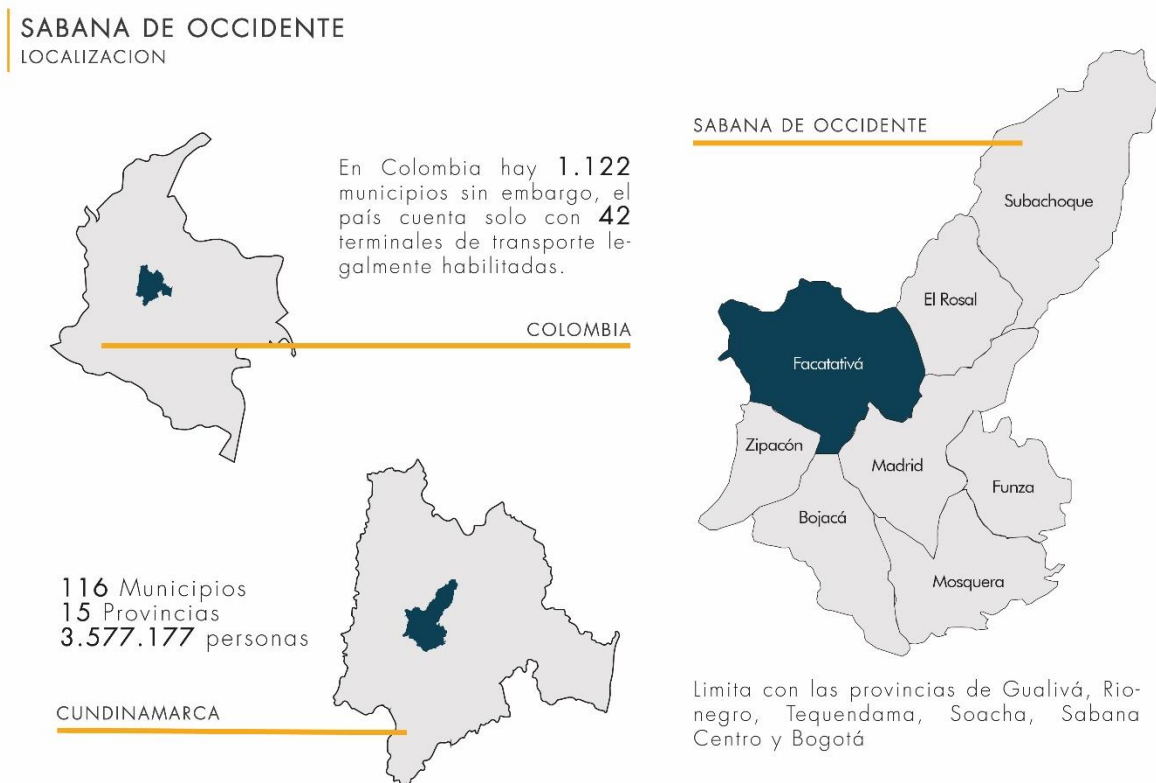 SABANA DE OCCIDENTE
LOCALIZACION
En Colombia hay 1.122
municipios sin embargo, el
país cuenta solo con 42
terminales de transporte le-
galmente habilitadas.
COLOMBIA
116 Municipios
15 Provincias
3.577.177 personas
CUNDINAMARCA
SABANA DE OCCIDENTE
Subachoque
El Rosal
Facatativá
Zipacón
Madrid
Funza
Bojacá
Mosquera
Limita con las provincias de Gualivá, Rio-
negro, Tequendama, Soacha, Sabana
Centro y Bogotá